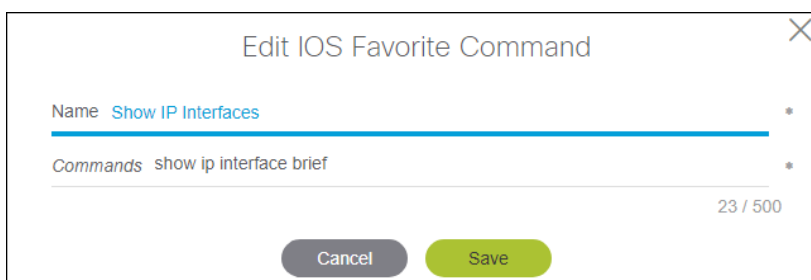 Edit IOS Favorite Command
Name Show IP Interfaces *
Commands show ip interface brief *
23 / 500
Cancel Save